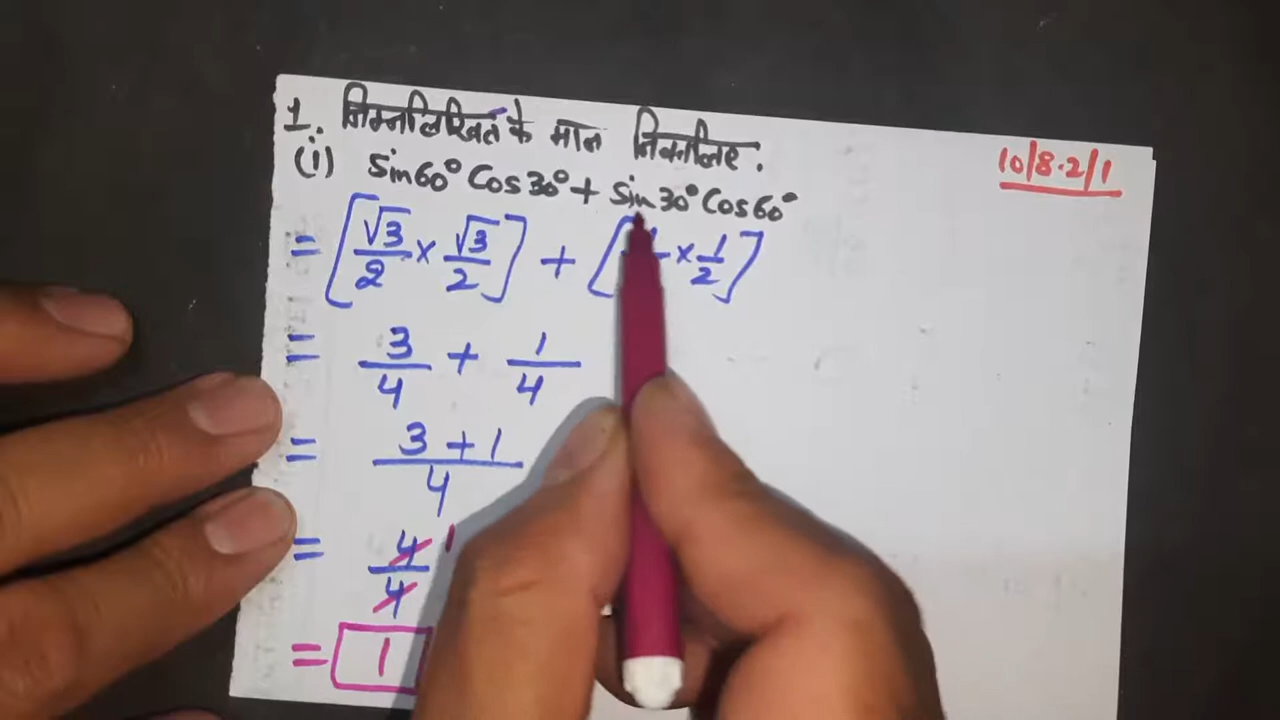 1. निम्नलिखित के मान निकालिए.
10/8.2/1
(i) Sin60° Cos30° + Sin30° Cos60°
= [√3/2 × √3/2] + [ × 1/2]
= 3/4 + 1/4
= 3 + 1/4
= 4/4 1
= 1